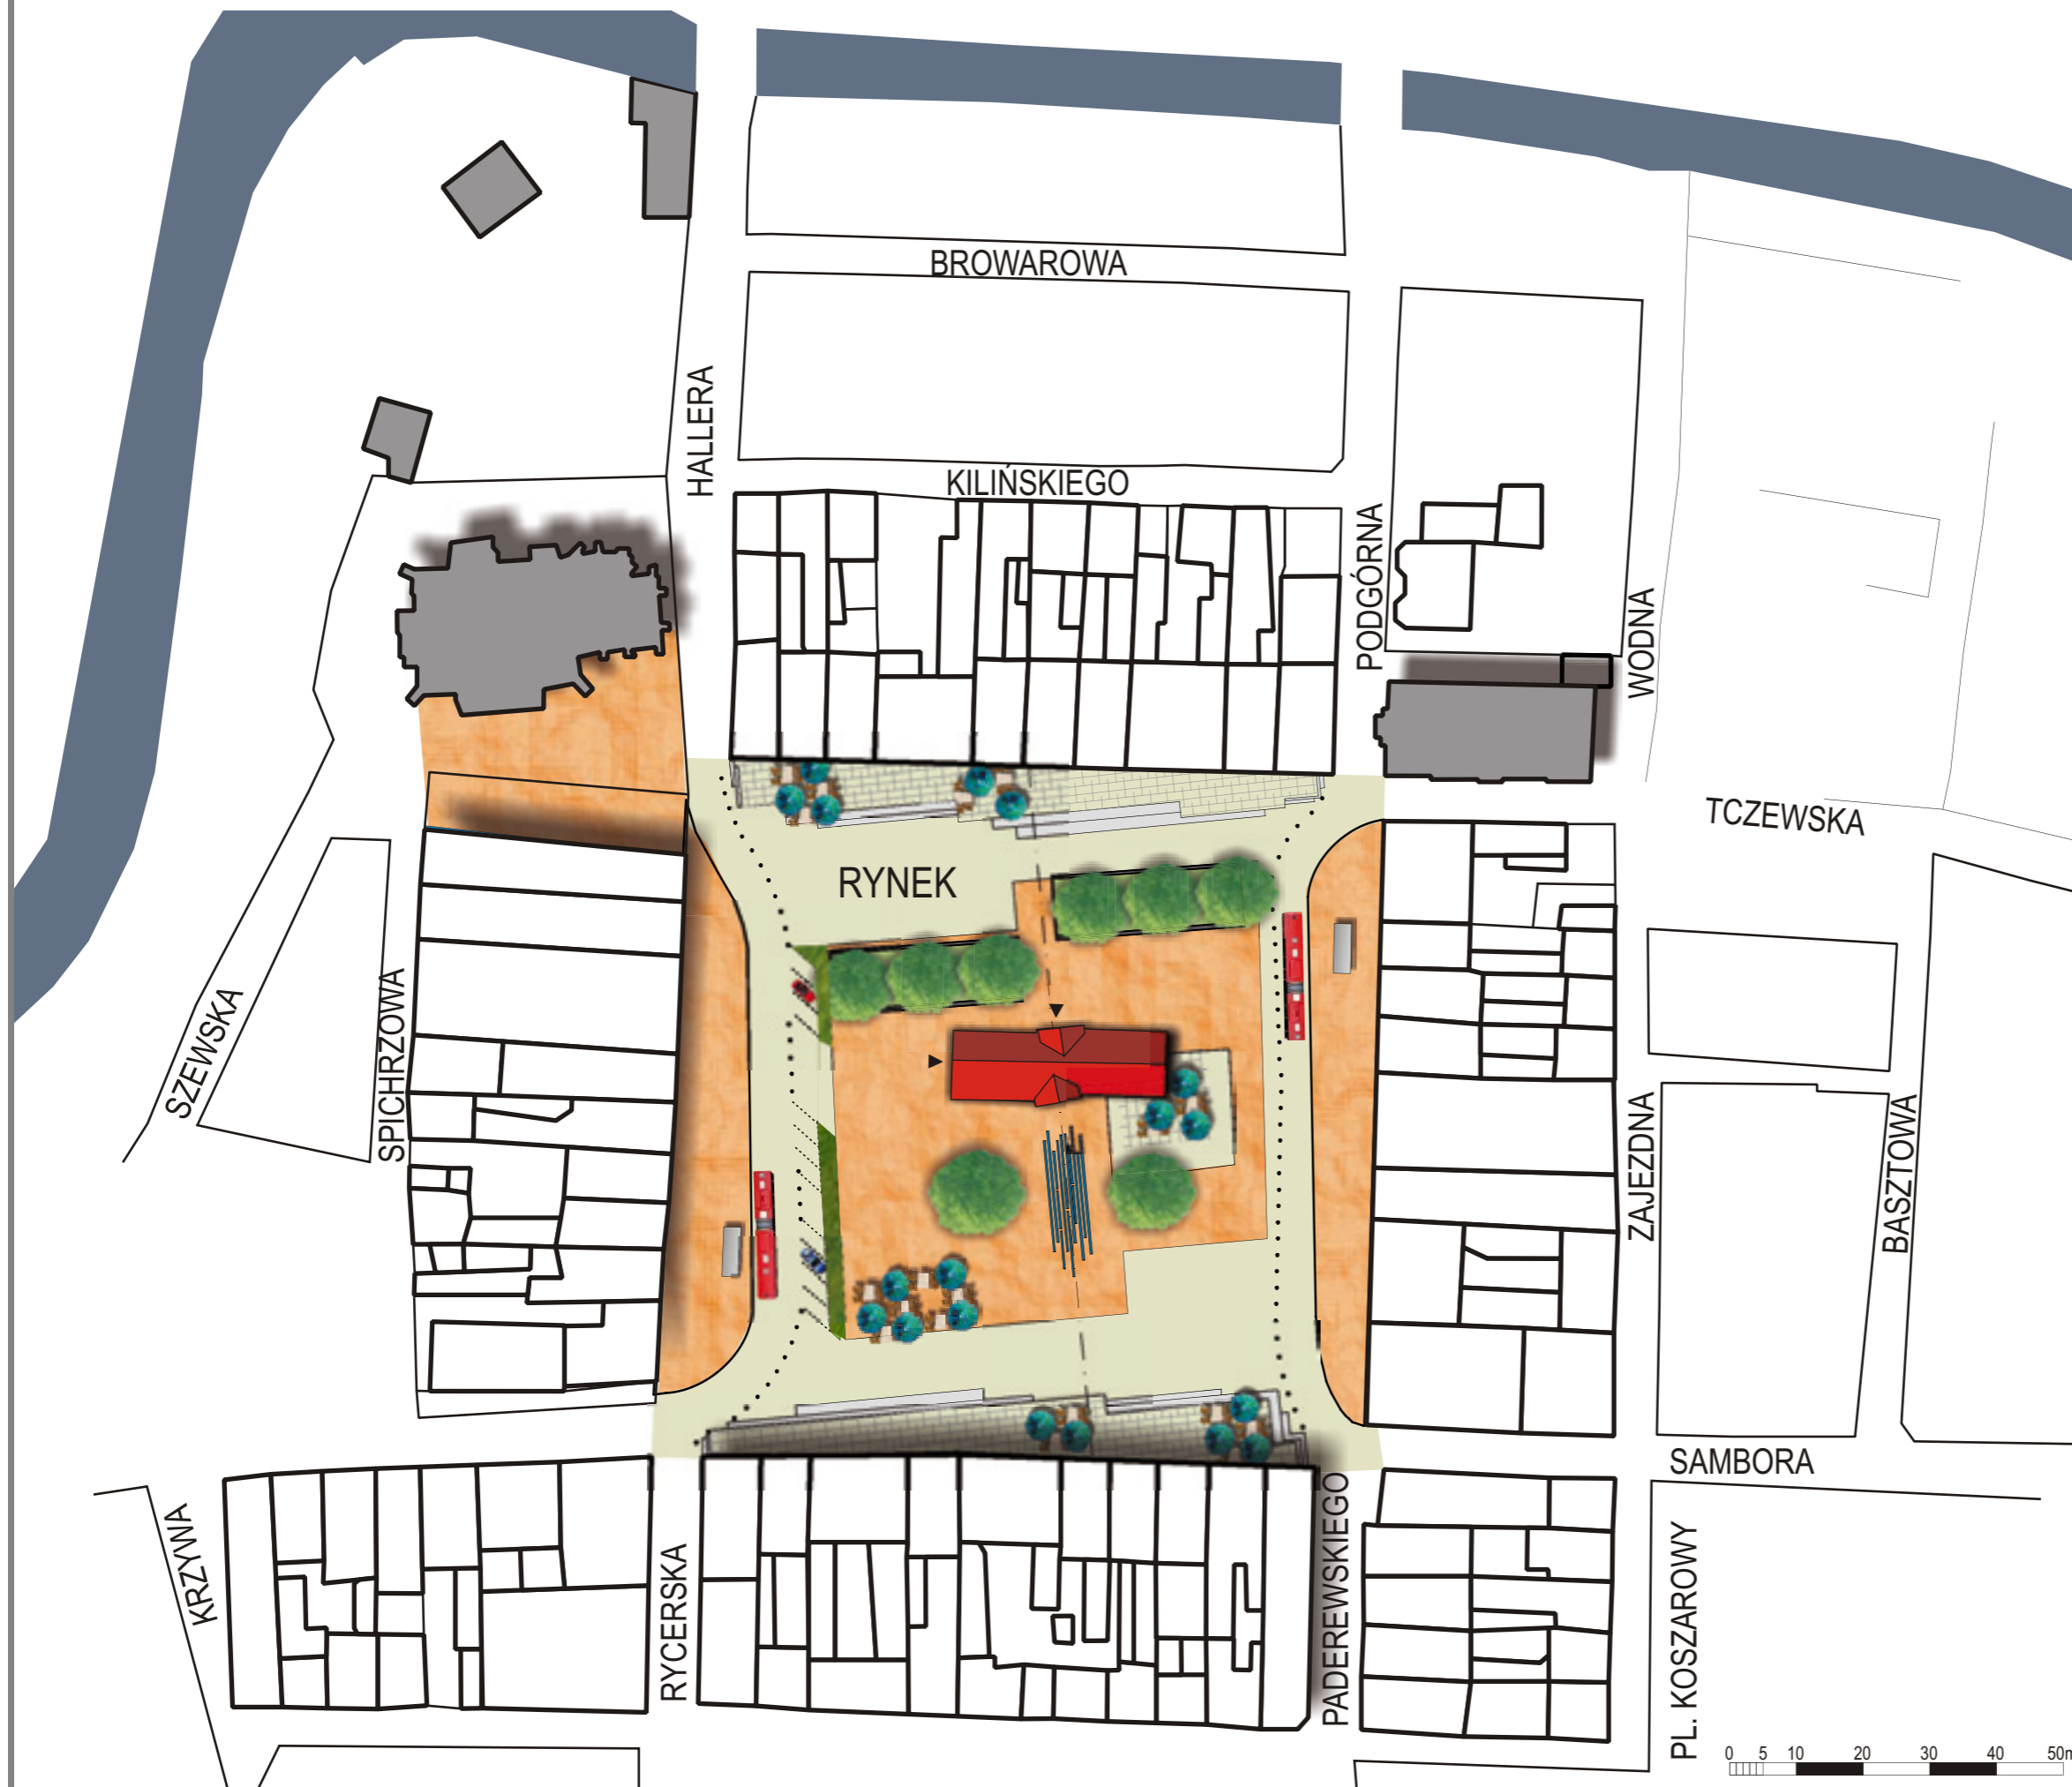 BROWAROWA
HALLERA
KILIŃSKIEGO
PODGÓRNA
WODNA
TCZEWSKA
RYNEK
SZEWSKA
SPICHRZOWA
ZAJEZDNA
BASZTOWA
SAMBORA
KRZYWA
RYCERSKA
PADEREWSKIEGO
PL. KOSZAROWY
0 5 10 20 30 40 50m